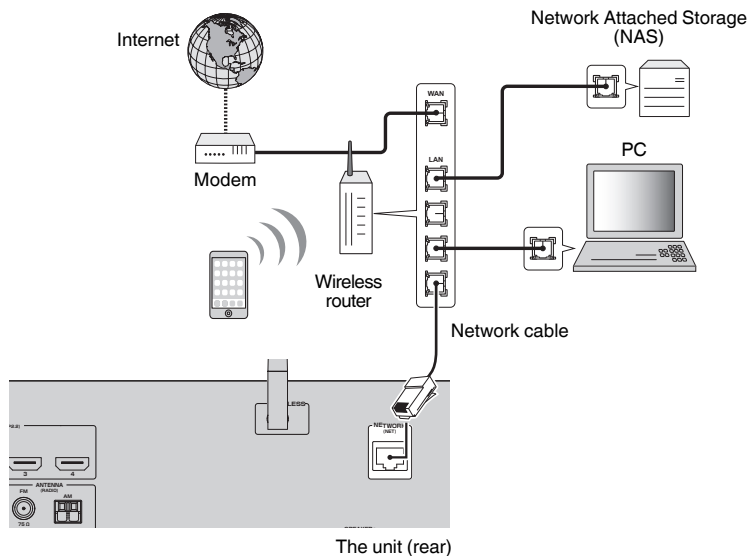 Network Attached Storage
(NAS)
Internet
WAN
LAN
PC
Modem
Wireless
router
Network cable
LESS
NETWORK
(NET)
3
4
ANTENNA
(RADIO)
FM
AM
75 Ω
The unit (rear)